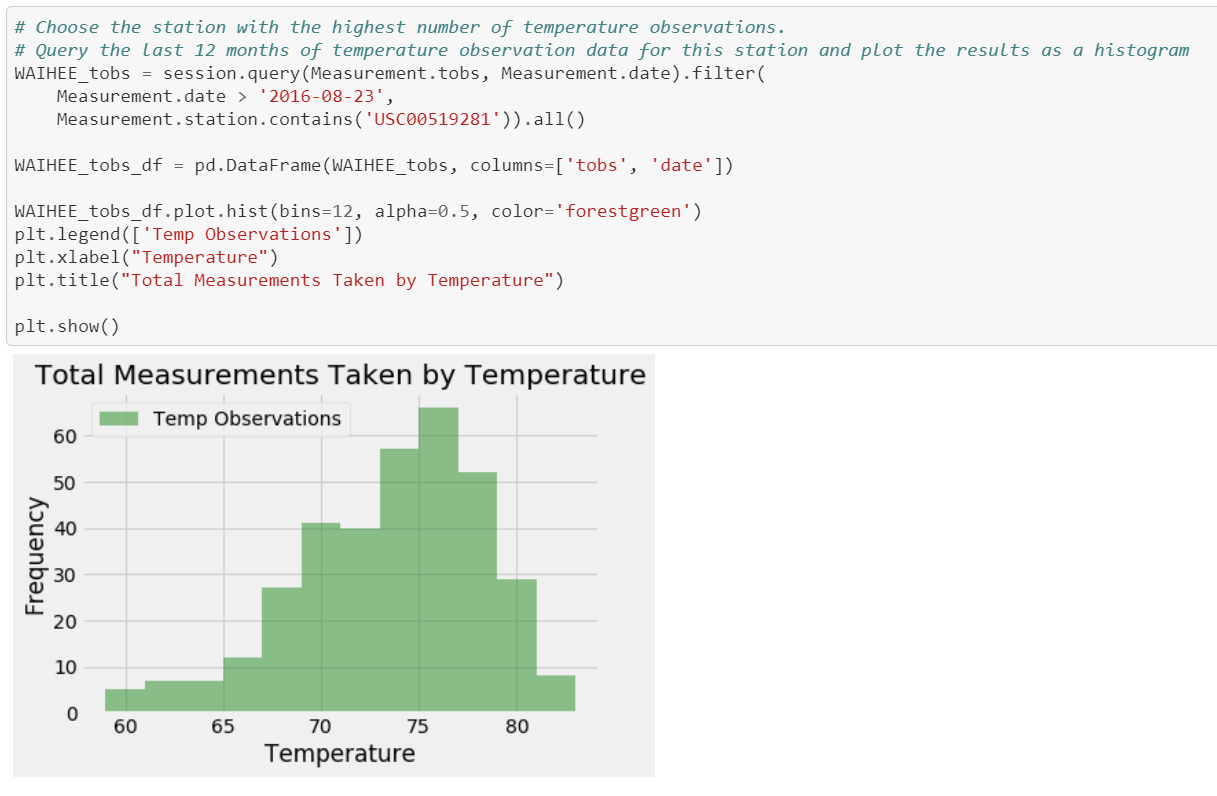 # Choose the station with the highest number of temperature observations.
# Query the last 12 months of temperature observation data for this station and plot the results as a histogram
WAIHEE_tobs = session.query(Measurement.tobs, Measurement.date).filter(
    Measurement.date > '2016-08-23',
    Measurement.station.contains('USC00519281')).all()
WAIHEE_tobs_df = pd.DataFrame(WAIHEE_tobs, columns=['tobs', 'date'])
WAIHEE_tobs_df.plot.hist(bins=12, alpha=0.5, color='forestgreen')
plt.legend(['Temp Observations'])
plt.xlabel("Temperature")
plt.title("Total Measurements Taken by Temperature")
plt.show()
Total Measurements Taken by Temperature
Temp Observations
Frequency
60
50
40
30
20
10
0
60 65 70 75 80
Temperature